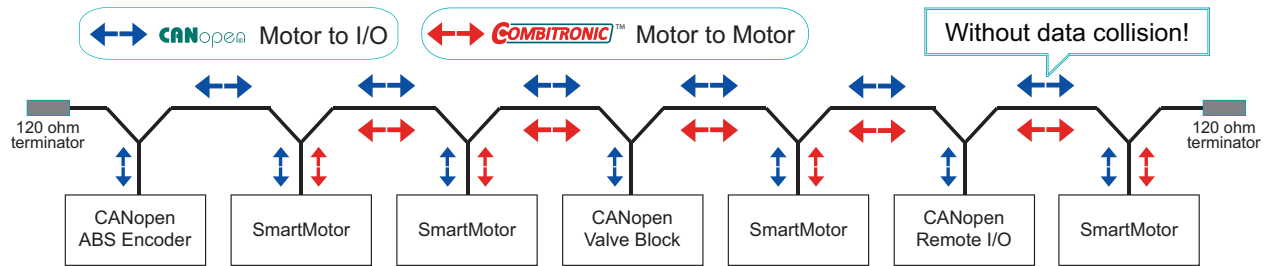 CANopen Motor to I/O
COMBITRONIC™ Motor to Motor
Without data collision!
120 ohm
terminator
120 ohm
terminator
CANopen
ABS Encoder
SmartMotor
SmartMotor
CANopen
Valve Block
SmartMotor
CANopen
Remote I/O
SmartMotor